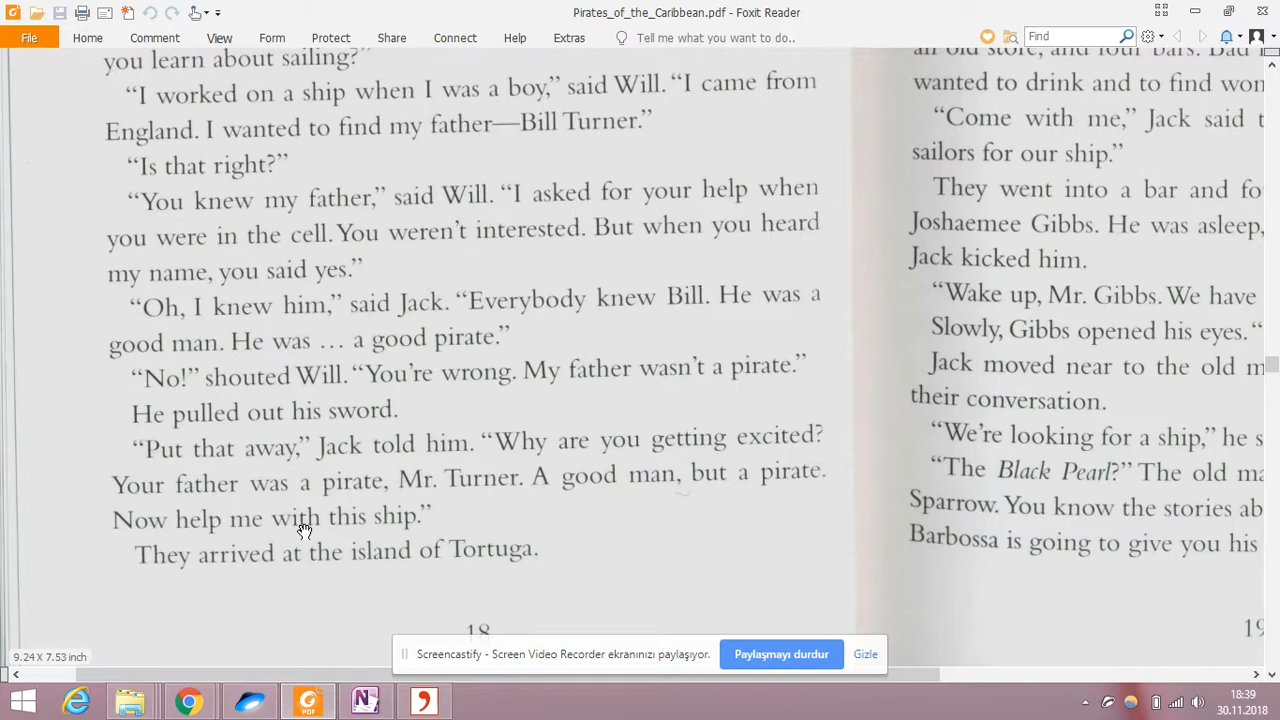 Pirates_of_the_Caribbean.pdf - Foxit Reader
File Home Comment View Form Protect Share Connect Help Extras Tell me what you want to do.. Find
you learn about sailing?”
“I worked on a ship when I was a boy,” said Will. “I came from
England. I wanted to find my father—Bill Turner.”
“Is that right?”
“You knew my father,” said Will. “I asked for your help when
you were in the cell. You weren’t interested. But when you heard
my name, you said yes.”
“Oh, I knew him,” said Jack. “Everybody knew Bill. He was a
good man. He was … a good pirate.”
“No!” shouted Will. “You’re wrong. My father wasn’t a pirate.”
He pulled out his sword.
“Put that away,” Jack told him. “Why are you getting excited?
Your father was a pirate, Mr. Turner. A good man, but a pirate.
Now help me with this ship.”
They arrived at the island of Tortuga.
18
an old store, and four bars. Bad
wanted to drink and to find
“Come with me,” Jack said
sailors for our ship.”
They went into a bar and
Joshaemee Gibbs. He was asleep,
Jack kicked him.
“Wake up, Mr. Gibbs. We have
Slowly, Gibbs opened his eyes. “
Jack moved near to the old
their conversation.
“We’re looking for a ship,” he
“The Black Pearl?” The old
Sparrow. You know the stories
Barbossa is going to give you his
19
9.24 X 7.53 inch
Screencastify - Screen Video Recorder ekranınızı paylaşıyor. Paylaşmayı durdur Gizle
18:39
30.11.2018